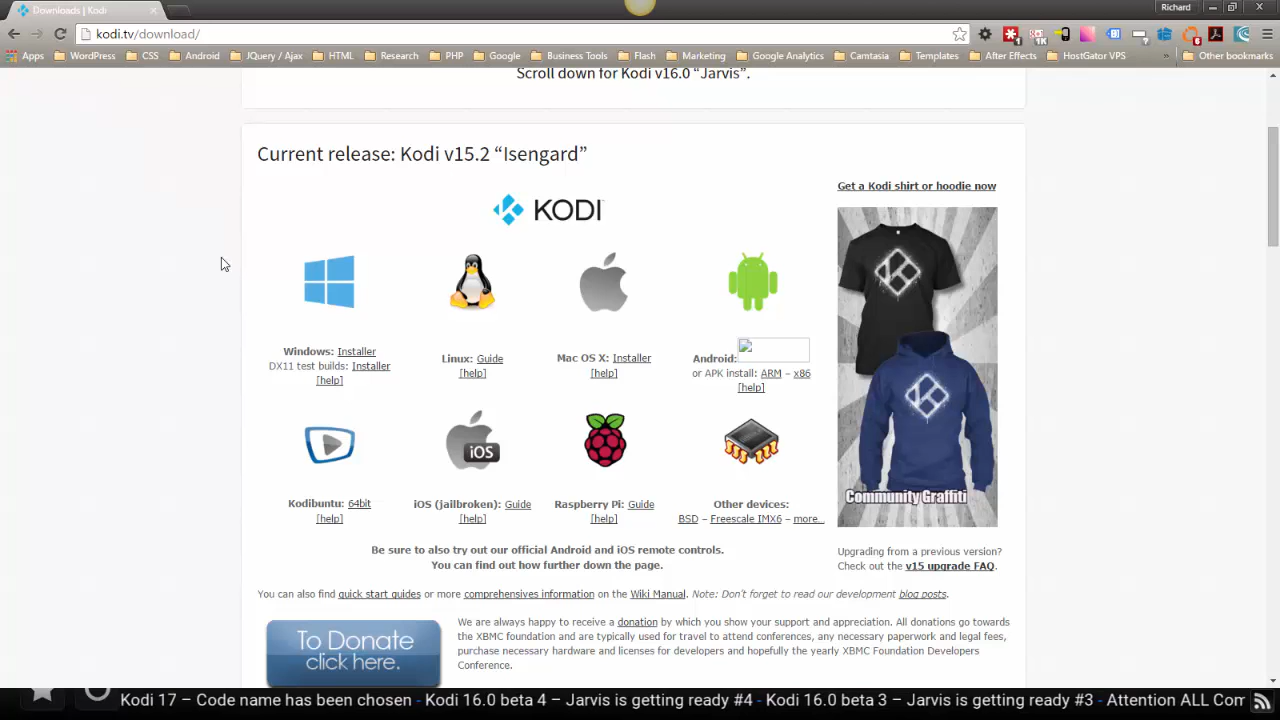 Downloads | Kodi
Richard
kodi.tv/download/
Apps WordPress CSS Android JQuery / Ajax HTML Research PHP Google Business Tools Flash Marketing Google Analytics Camtasia Templates After Effects HostGator VPS » Other bookmarks
Scroll down for Kodi v16.0 “Jarvis”.
Current release: Kodi v15.2 “Isengard”
Get a Kodi shirt or hoodie now
KODI
Windows: Installer
DX11 test builds: Installer
[help]
Linux: Guide
[help]
Mac OS X: Installer
[help]
Android:
or APK install: ARM – x86
[help]
iOS
Kodibuntu: 64bit
[help]
iOS (jailbroken): Guide
[help]
Raspberry Pi: Guide
[help]
Other devices:
BSD – Freescale IMX6 – more...
Community Graffiti
Be sure to also try out our official Android and iOS remote controls.
You can find out how further down the page.
Upgrading from a previous version?
Check out the v15 upgrade FAQ.
You can also find quick start guides or more comprehensives information on the Wiki Manual. Note: Don't forget to read our development blog posts.
To Donate
click here.
We are always happy to receive a donation by which you show your support and appreciation. All donations go towards
the XBMC foundation and are typically used for travel to attend conferences, any necessary paperwork and legal fees,
purchase necessary hardware and licenses for developers and hopefully the yearly XBMC Foundation Developers
Conference.
Kodi 17 – Code name has been chosen - Kodi 16.0 beta 4 – Jarvis is getting ready #4 - Kodi 16.0 beta 3 – Jarvis is getting ready #3 - Attention ALL Com